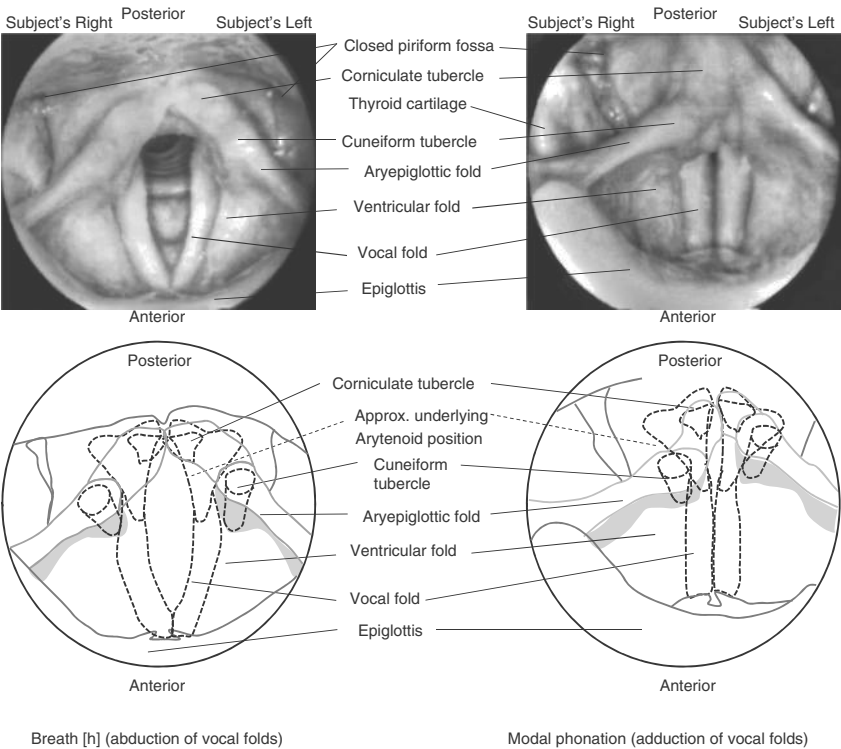 Subject's Right Posterior Subject's Left
Subject's Right Posterior Subject's Left
Closed piriform fossa
Corniculate tubercle
Thyroid cartilage
Cuneiform tubercle
Aryepiglottic fold
Ventricular fold
Vocal fold
Epiglottis
Anterior
Anterior
Posterior
Posterior
Corniculate tubercle
Approx. underlying
Arytenoid position
Cuneiform
tubercle
Aryepiglottic fold
Ventricular fold
Vocal fold
Epiglottis
Anterior
Anterior
Breath [h] (abduction of vocal folds)
Modal phonation (adduction of vocal folds)